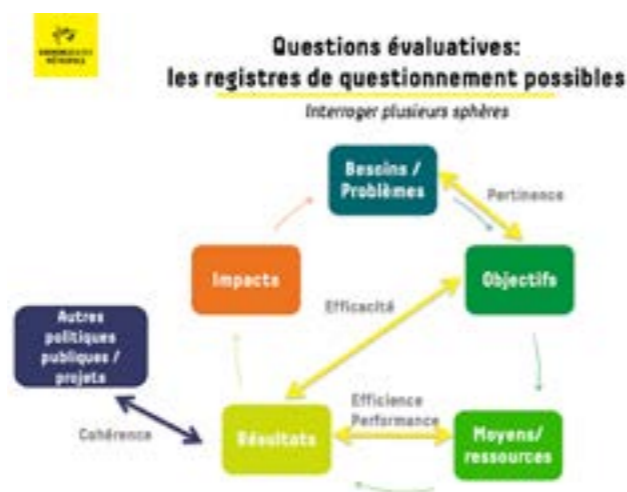 Questions évaluatives:
les registres de questionnement possibles
Interroger plusieurs sphères
Besoins /
Problèmes
Pertinence
Impacts
Objectifs
Efficacité
Autres
politiques
publiques /
projets
Efficience
Performance
Cohérence
Résultats
Moyens/
ressources